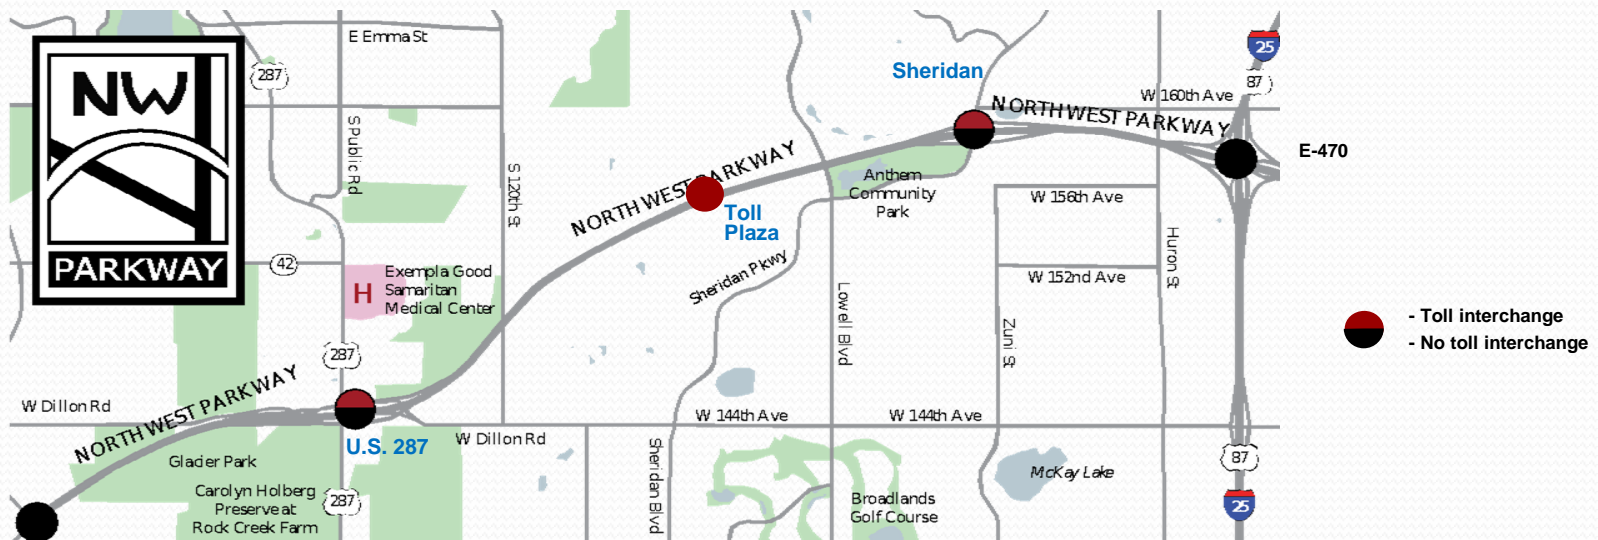 NW
PARKWAY
E Emma St
287
S Public Rd
S 120th St
42
H
Exempla Good
Samaritan
Medical Center
287
NORTHWEST PARKWAY
W Dillon Rd
U.S. 287
W Dillon Rd
Glacier Park
Carolyn Holberg
Preserve at
Rock Creek Farm
287
NORTHWEST PARKWAY
Toll
Plaza
Sheridan
Sheridan Pkwy
Anthem
Community
Park
Lowell Blvd
Sheridan Blvd
W 144th Ave
W 144th Ave
Broadlands
Golf Course
McKay Lake
NORTHWEST PARKWAY
W 160th Ave
25
87
E-470
W 156th Ave
W 152nd Ave
Huron St
Zuni St
87
25
- Toll interchange
- No toll interchange